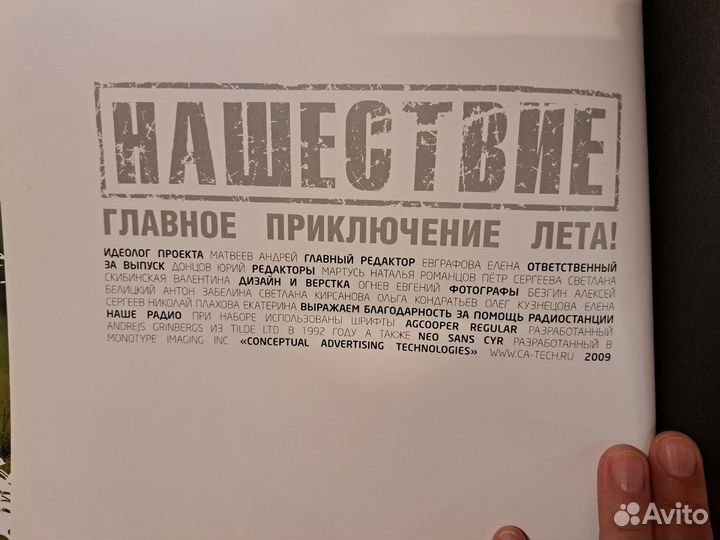 НАШЕСТВИЕ
ГЛАВНОЕ ПРИКЛЮЧЕНИЕ ЛЕТА!
ИДЕОЛОГ ПРОЕКТА МАТВЕЕВ АНДРЕЙ ГЛАВНЫЙ РЕДАКТОР ЕВГРАФОВА ЕЛЕНА ОТВЕТСТВЕННЫЙ
ЗА ВЫПУСК ДОНЦОВ ЮРИЙ РЕДАКТОРЫ МАРТУСЬ НАТАЛЬЯ РОМАНЦОВ ПЁТР СЕРГЕЕВА СВЕТЛАНА
СКИБИНСКАЯ ВАЛЕНТИНА ДИЗАЙН И ВЕРСТКА ОГНЕВ ЕВГЕНИЙ ФОТОГРАФЫ БЕЗГИН АЛЕКСЕЙ
БЕЛИЦКИЙ АНТОН ЗАБЕЛИНА СВЕТЛАНА КИРСАНОВА ОЛЬГА КОНДРАТЬЕВ ОЛЕГ КУЗНЕЦОВА ЕЛЕНА
СЕРГЕЕВ НИКОЛАЙ ПЛАХОВА ЕКАТЕРИНА ВЫРАЖАЕМ БЛАГОДАРНОСТЬ ЗА ПОМОЩЬ РАДИОСТАНЦИИ
НАШЕ РАДИО ПРИ НАБОРЕ ИСПОЛЬЗОВАНЫ ШРИФТЫ AGCOOPER REGULAR РАЗРАБОТАННЫЙ
ANDREJS GRINBERGS ИЗ TILDE LTD В 1992 ГОДУ А ТАКЖЕ NEO SANS CYR РАЗРАБОТАННЫЙ В
MONOTYPE IMAGING INC «CONCEPTUAL ADVERTISING TECHNOLOGIES» WWW.CA-TECH.RU 2009
Avito